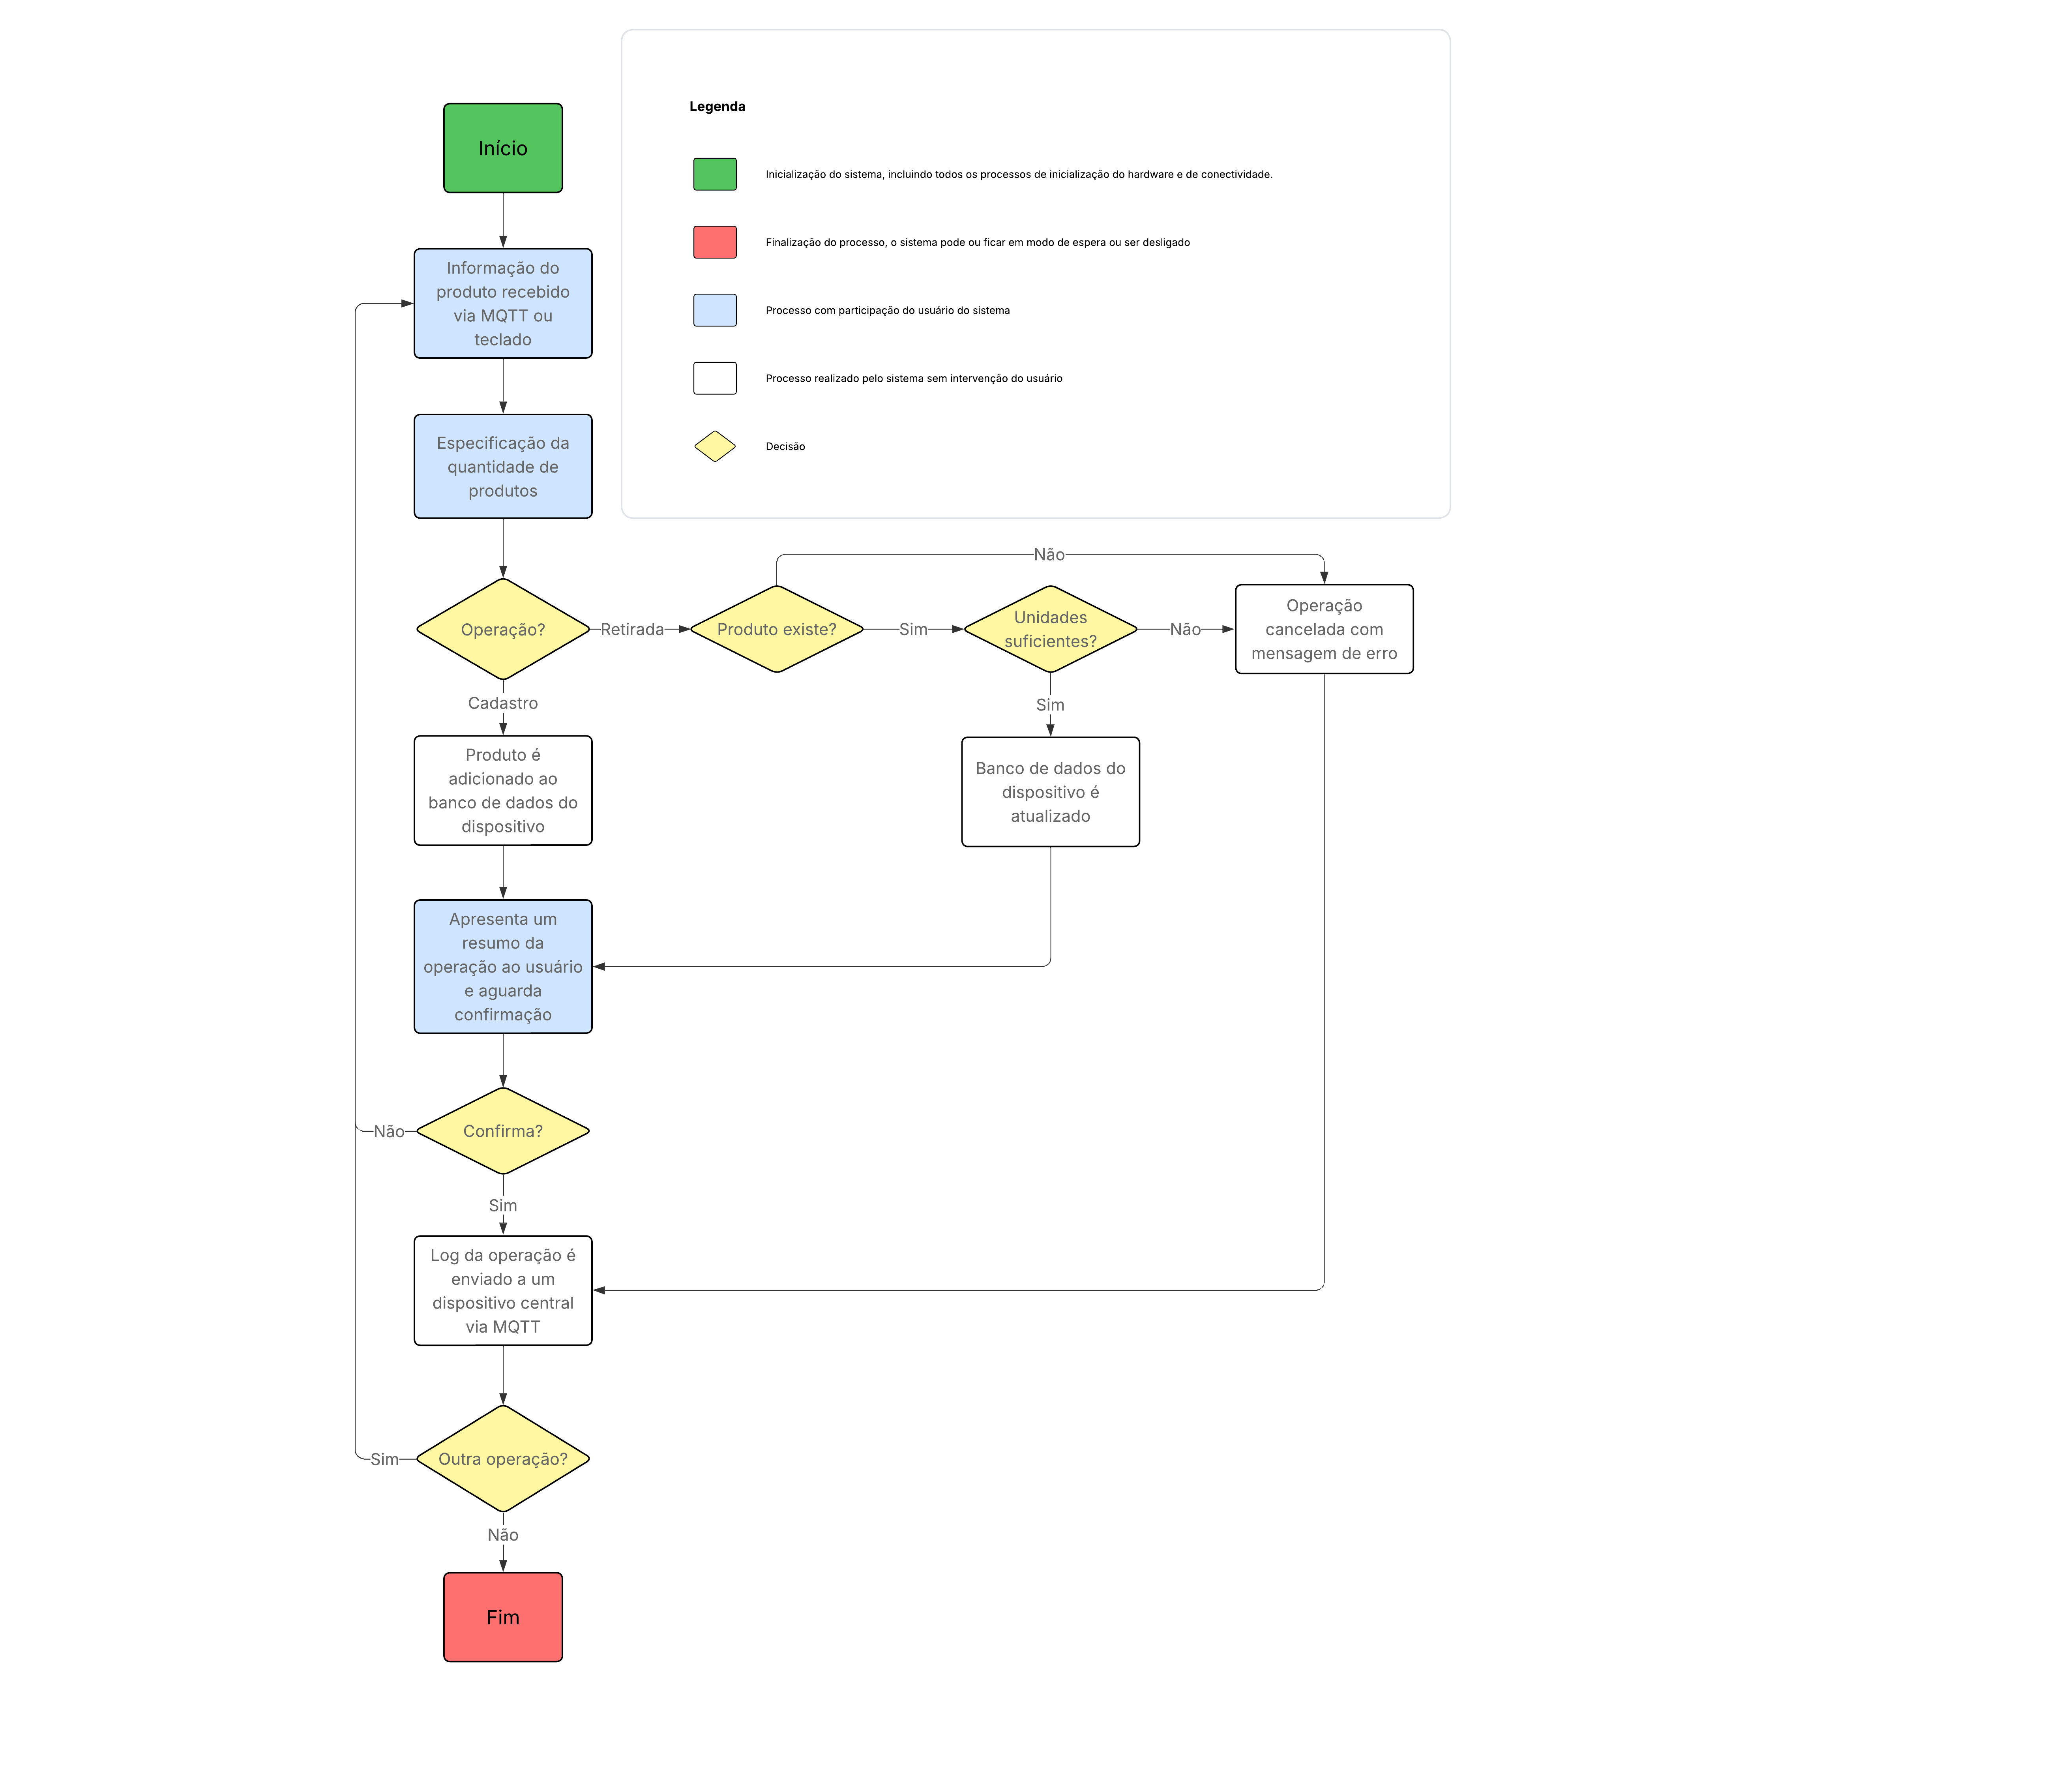 Legenda
Início
Inicialização do sistema, incluindo todos os processos de inicialização do hardware e de conectividade.
Finalização do processo, o sistema pode ou ficar em modo de espera ou ser desligado
Processo com participação do usuário do sistema
Processo realizado pelo sistema sem intervenção do usuário
Decisão
Informação do
produto recebido
via MQTT ou
teclado
Especificação da
quantidade de
produtos
Operação?
Retirada
Produto existe?
Não
Sim
Unidades
suficientes?
Não
Operação
cancelada com
mensagem de erro
Cadastro
Sim
Produto é
adicionado ao
banco de dados do
dispositivo
Banco de dados do
dispositivo é
atualizado
Apresenta um
resumo da
operação ao usuário
e aguarda
confirmação
Não
Confirma?
Sim
Log da operação é
enviado a um
dispositivo central
via MQTT
Sim
Outra operação?
Não
Fim